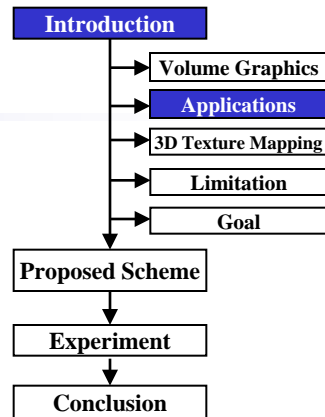 Introduction
Volume Graphics
Applications
3D Texture Mapping
Limitation
Goal
Proposed Scheme
Experiment
Conclusion